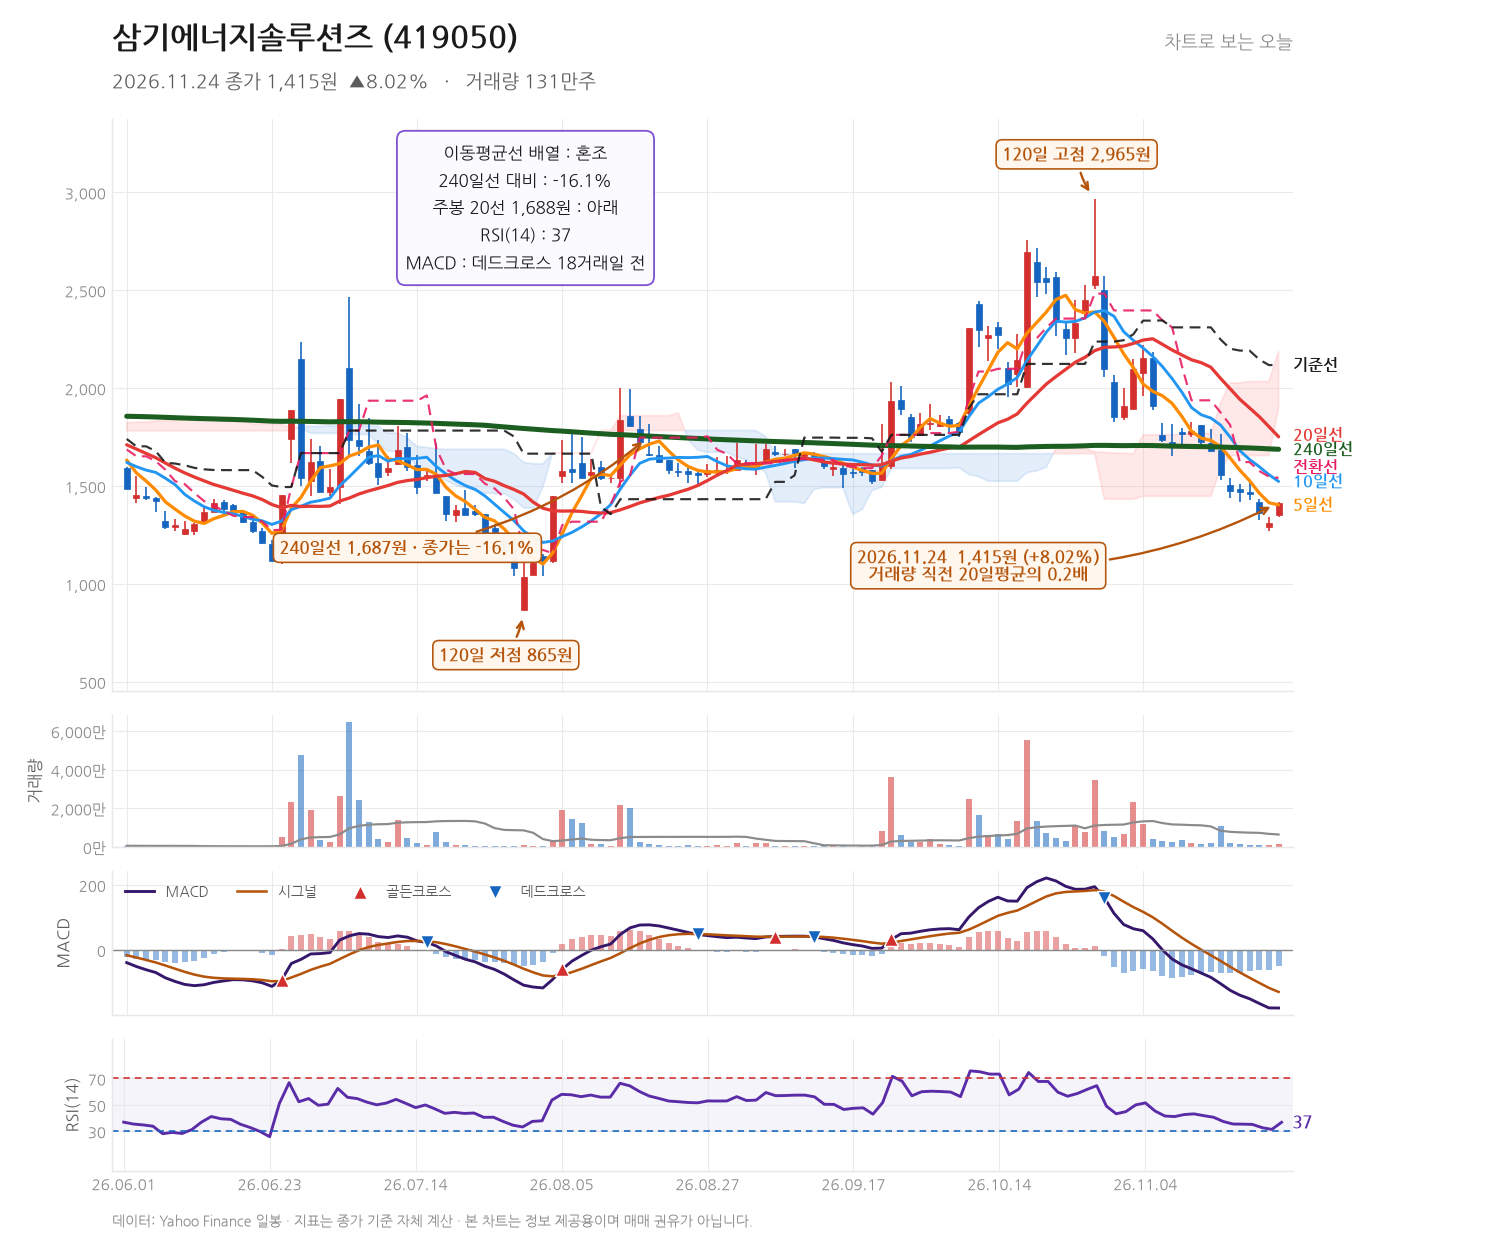 삼기에너지솔루션즈 (419050)
차트로 보는 오늘
2026.11.24 종가 1,415원 ▲8.02% · 거래량 131만주
이동평균선 배열 : 혼조
240일선 대비 : -16.1%
주봉 20선 1,688원 : 아래
RSI(14) : 37
MACD : 데드크로스 18거래일 전
120일 고점 2,965원
3,000
2,500
2,000
1,500
1,000
500
기준선
20일선
240일선
전환선
10일선
5일선
240일선 1,687원 · 종가는 -16.1%
2026.11.24 1,415원 (+8.02%)
거래량 직전 20일평균의 0.2배
120일 저점 865원
거래량
6,000만
4,000만
2,000만
0만
MACD
200
0
MACD
시그널
골든크로스
데드크로스
RSI(14)
70
50
30
37
26.06.01
26.06.23
26.07.14
26.08.05
26.08.27
26.09.17
26.10.14
26.11.04
데이터: Yahoo Finance 일봉 · 지표는 종가 기준 자체 계산 · 본 차트는 정보 제공용이며 매매 권유가 아닙니다.